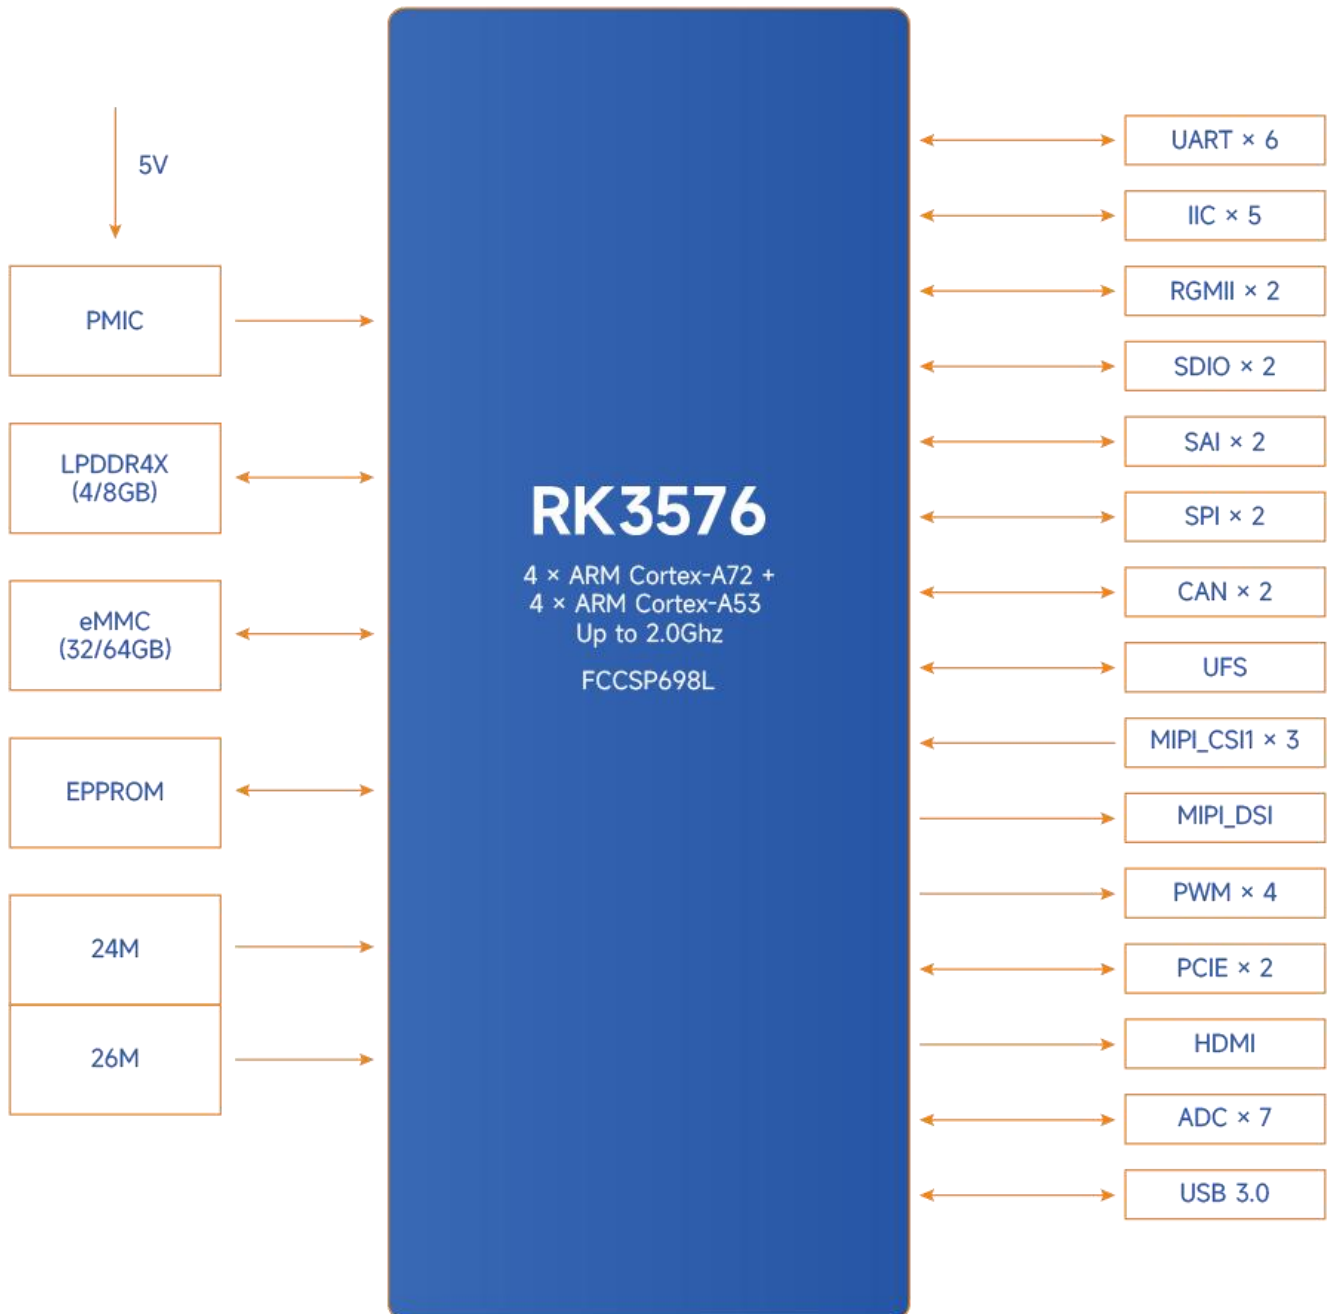 5V
PMIC
LPDDR4X
(4/8GB)
eMMC
(32/64GB)
EPPROM
24M
26M
RK3576
4 × ARM Cortex-A72 +
4 × ARM Cortex-A53
Up to 2.0Ghz
FCCSP698L
UART × 6
IIC × 5
RGMII × 2
SDIO × 2
SAI × 2
SPI × 2
CAN × 2
UFS
MIPI_CSI1 × 3
MIPI_DSI
PWM × 4
PCIE × 2
HDMI
ADC × 7
USB 3.0